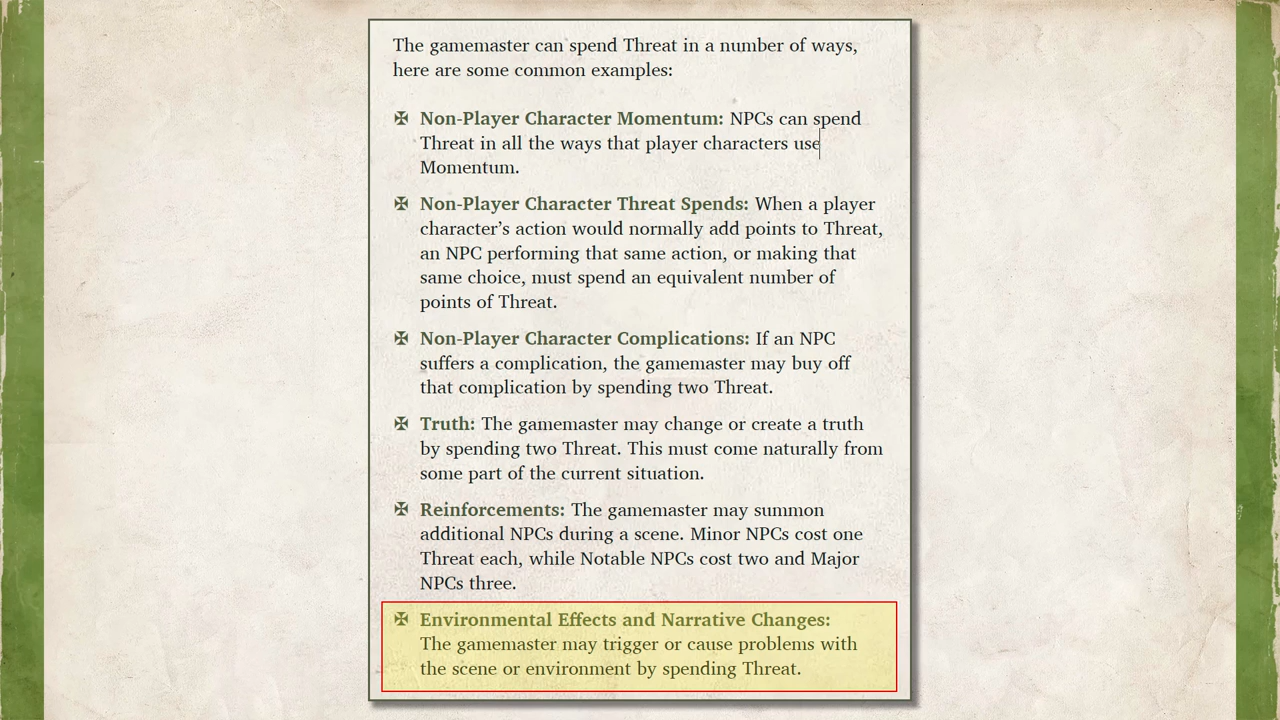 The gamemaster can spend Threat in a number of ways,
here are some common examples:
✠ Non-Player Character Momentum: NPCs can spend
Threat in all the ways that player characters use
Momentum.
✠ Non-Player Character Threat Spends: When a player
character’s action would normally add points to Threat,
an NPC performing that same action, or making that
same choice, must spend an equivalent number of
points of Threat.
✠ Non-Player Character Complications: If an NPC
suffers a complication, the gamemaster may buy off
that complication by spending two Threat.
✠ Truth: The gamemaster may change or create a truth
by spending two Threat. This must come naturally from
some part of the current situation.
✠ Reinforcements: The gamemaster may summon
additional NPCs during a scene. Minor NPCs cost one
Threat each, while Notable NPCs cost two and Major
NPCs three.
✠ Environmental Effects and Narrative Changes:
The gamemaster may trigger or cause problems with
the scene or environment by spending Threat.